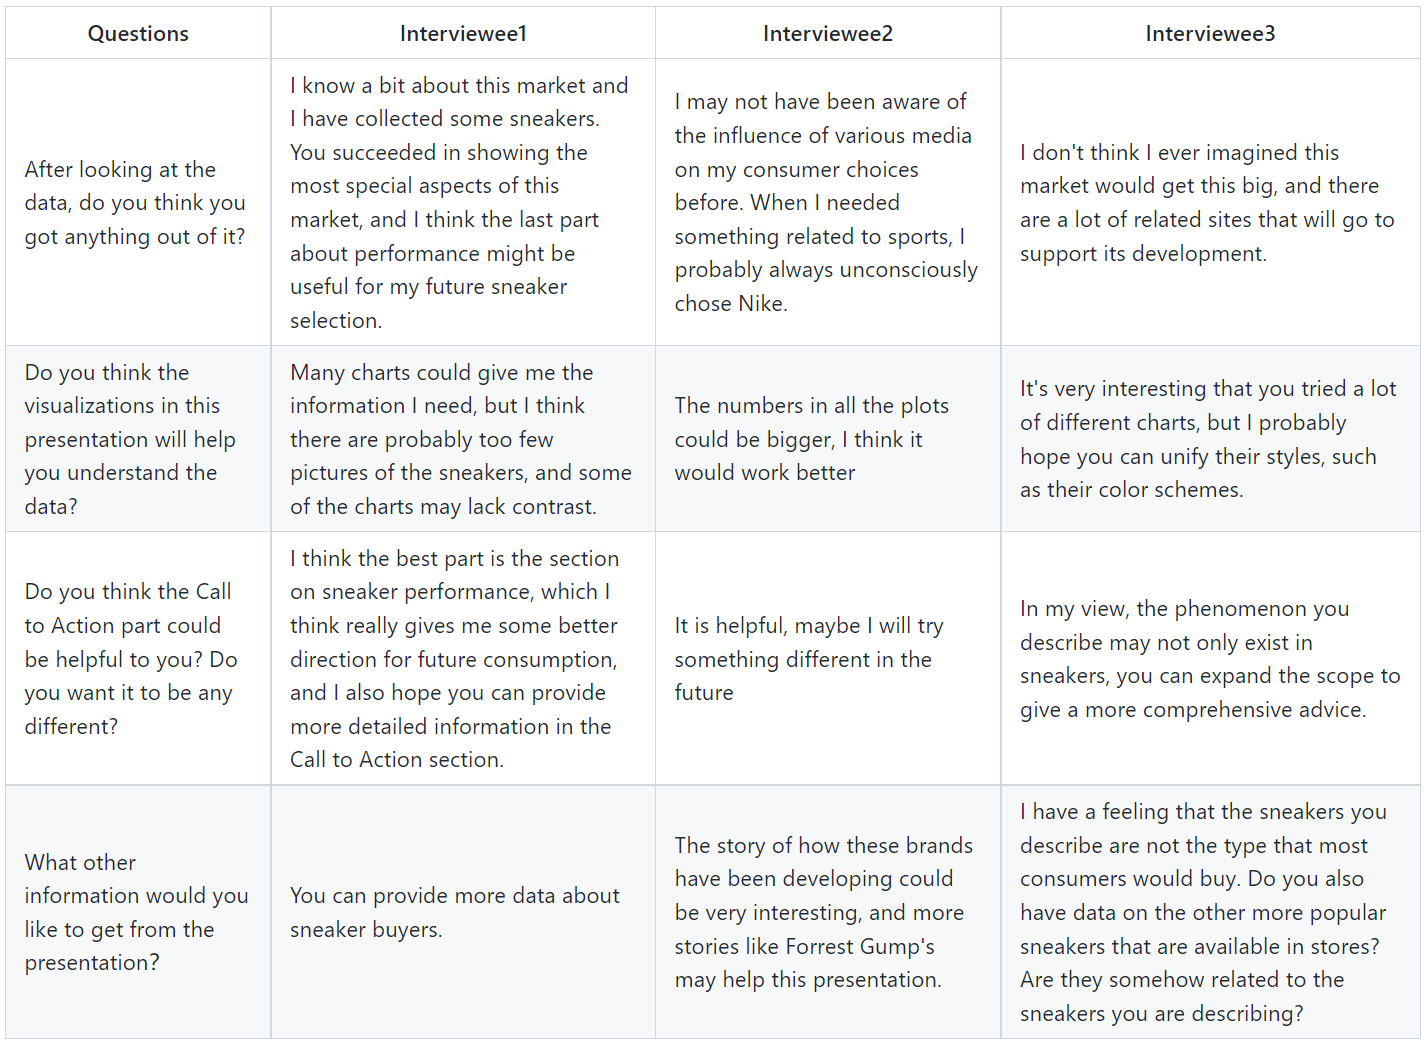 Questions
Interviewee1
Interviewee2
Interviewee3
After looking at the
data, do you think you
got anything out of it?
I know a bit about this market and
I have collected some sneakers.
You succeeded in showing the
most special aspects of this
market, and I think the last part
about performance might be
useful for my future sneaker
selection.
I may not have been aware of
the influence of various media
on my consumer choices
before. When I needed
something related to sports, I
probably always unconsciously
chose Nike.
I don't think I ever imagined this
market would get this big, and there
are a lot of related sites that will go to
support its development.
Do you think the
visualizations in this
presentation will help
you understand the
data?
Many charts could give me the
information I need, but I think
there are probably too few
pictures of the sneakers, and some
of the charts may lack contrast.
The numbers in all the plots
could be bigger, I think it
would work better
It's very interesting that you tried a lot
of different charts, but I probably
hope you can unify their styles, such
as their color schemes.
Do you think the Call
to Action part could
be helpful to you? Do
you want it to be any
different?
I think the best part is the section
on sneaker performance, which I
think really gives me some better
direction for future consumption,
and I also hope you can provide
more detailed information in the
Call to Action section.
It is helpful, maybe I will try
something different in the
future
In my view, the phenomenon you
describe may not only exist in
sneakers, you can expand the scope to
give a more comprehensive advice.
What other
information would you
like to get from the
presentation?
You can provide more data about
sneaker buyers.
The story of how these brands
have been developing could
be very interesting, and more
stories like Forrest Gump's
may help this presentation.
I have a feeling that the sneakers you
describe are not the type that most
consumers would buy. Do you also
have data on the other more popular
sneakers that are available in stores?
Are they somehow related to the
sneakers you are describing?